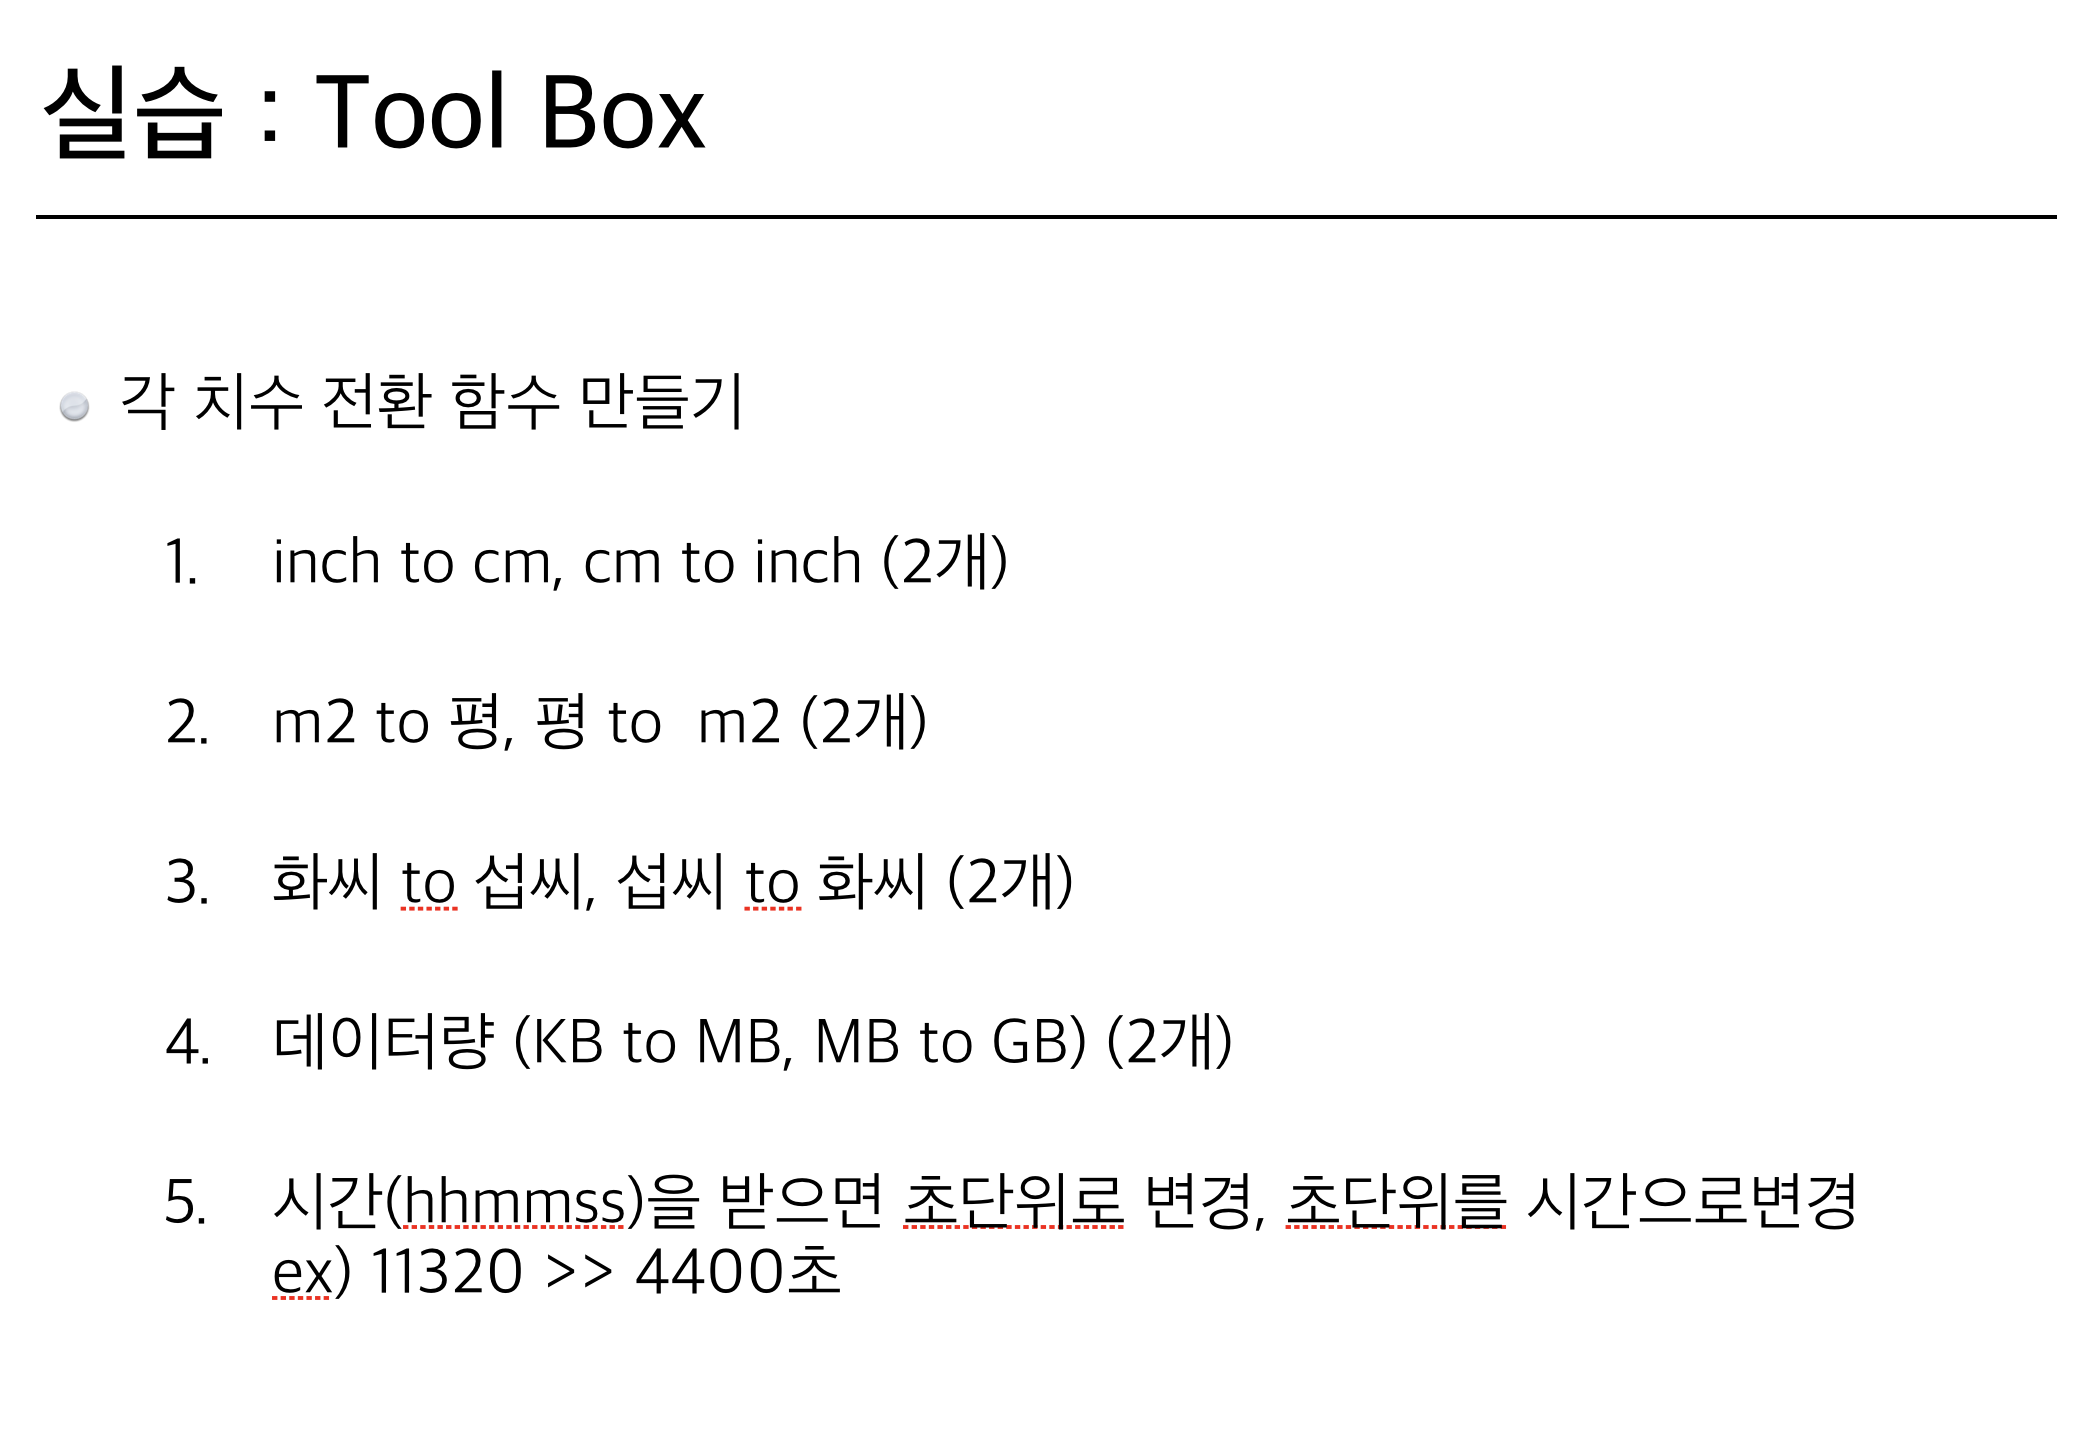 실습 : Tool Box
각 치수 전환 함수 만들기
1. inch to cm, cm to inch (2개)
2. m2 to 평, 평 to m2 (2개)
3. 화씨 to 섭씨, 섭씨 to 화씨 (2개)
4. 데이터량 (KB to MB, MB to GB) (2개)
5. 시간(hhmmss)을 받으면 초단위로 변경, 초단위를 시간으로변경
ex) 11320 >> 4400초